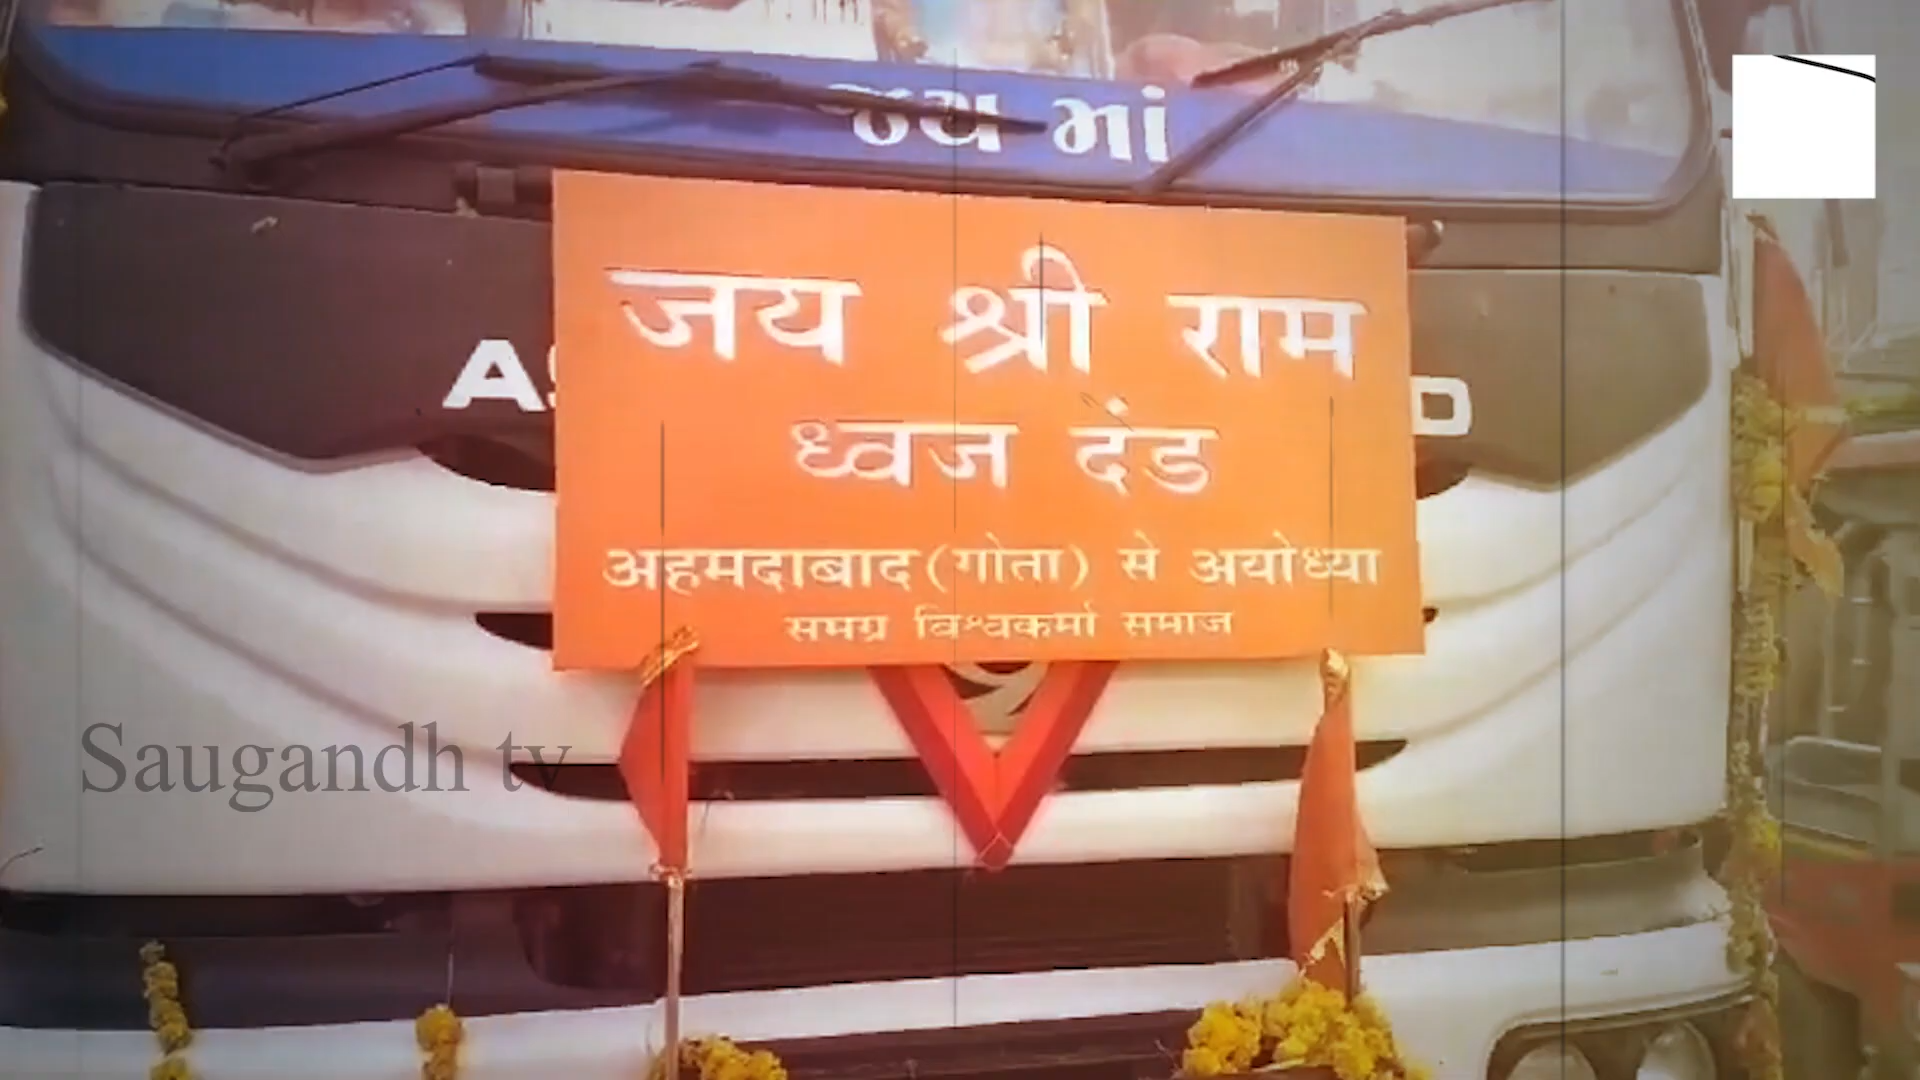 જય માં
जय श्री राम
ध्वज दंड
अहमदाबाद (गोता) से अयोध्या
समग्र विश्वकर्मा समाज
Saugandh tv